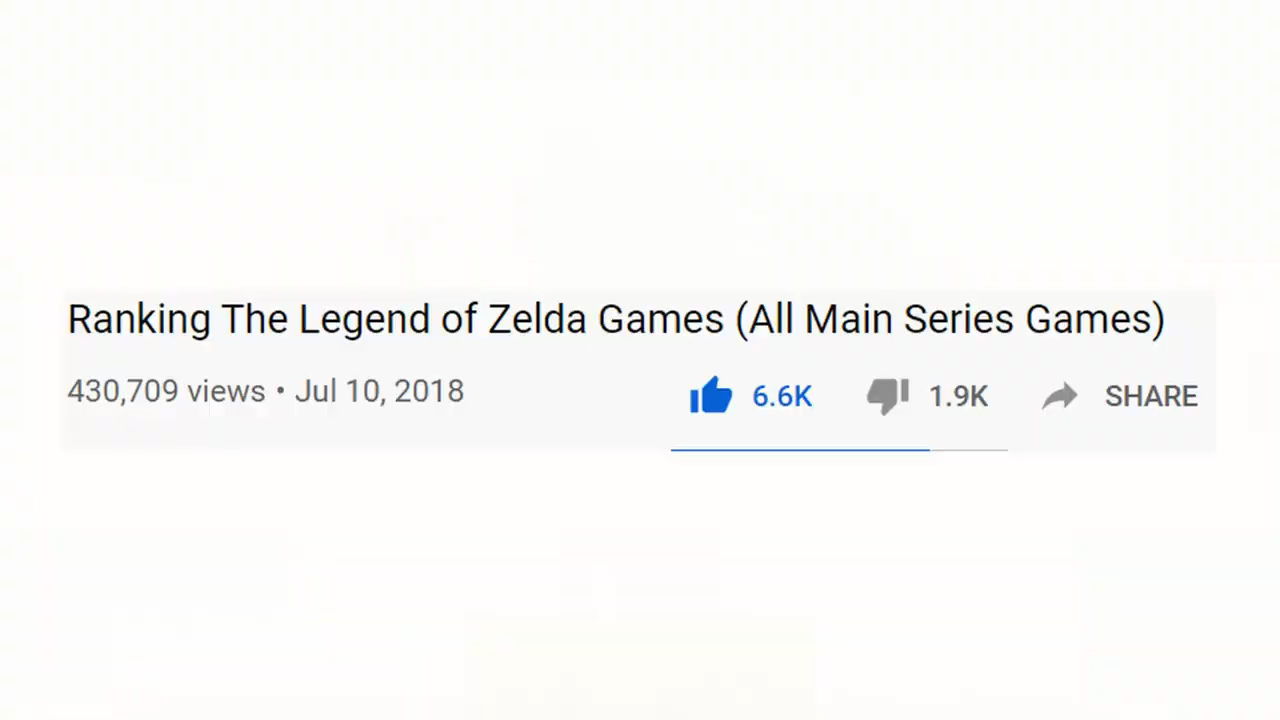 Ranking The Legend of Zelda Games (All Main Series Games)
430,709 views • Jul 10, 2018
6.6K 1.9K SHARE